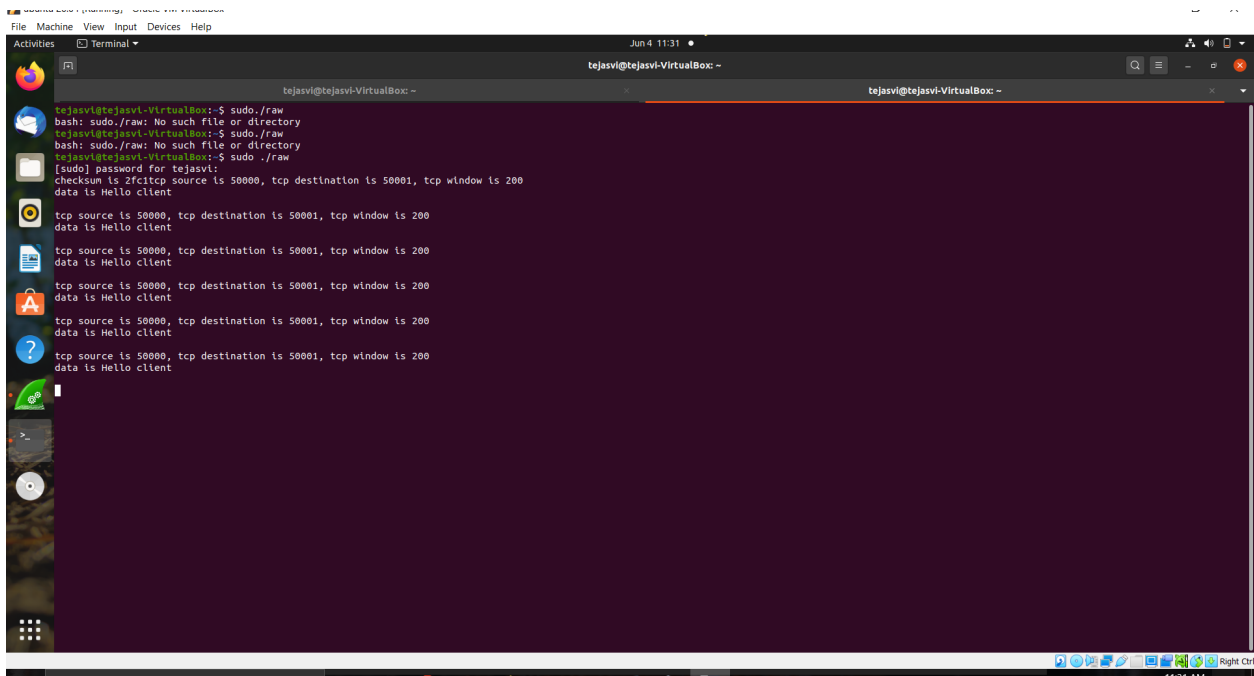 File Machine View Input Devices Help
Activities Terminal Jun 4 11:31
tejasvi@tejasvi-VirtualBox: ~
tejasvi@tejasvi-VirtualBox: ~ tejasvi@tejasvi-VirtualBox: ~
tejasvi@tejasvi-VirtualBox:~$ sudo./raw
bash: sudo./raw: No such file or directory
tejasvi@tejasvi-VirtualBox:~$ sudo./raw
bash: sudo./raw: No such file or directory
tejasvi@tejasvi-VirtualBox:~$ sudo ./raw
[sudo] password for tejasvi:
checksum is 2fc1tcp source is 50000, tcp destination is 50001, tcp window is 200
data is Hello client
tcp source is 50000, tcp destination is 50001, tcp window is 200
data is Hello client
tcp source is 50000, tcp destination is 50001, tcp window is 200
data is Hello client
tcp source is 50000, tcp destination is 50001, tcp window is 200
data is Hello client
tcp source is 50000, tcp destination is 50001, tcp window is 200
data is Hello client
tcp source is 50000, tcp destination is 50001, tcp window is 200
data is Hello client
Right Ctrl